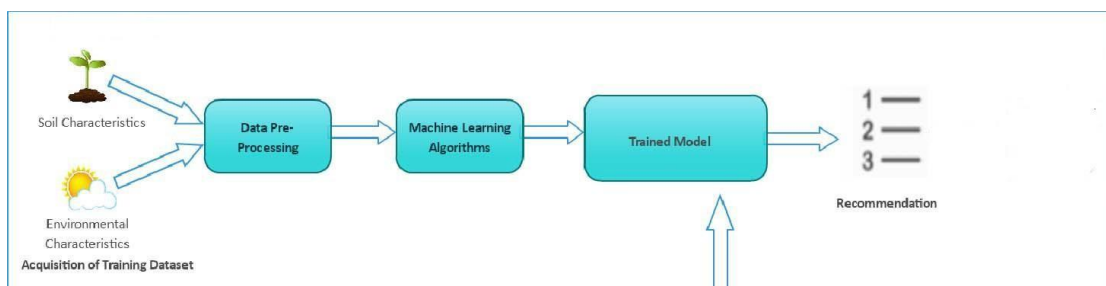 Soil Characteristics
Environmental
Characteristics
Acquisition of Training Dataset
Data Pre-
Processing
Machine Learning
Algorithms
Trained Model
1
2
3
Recommendation